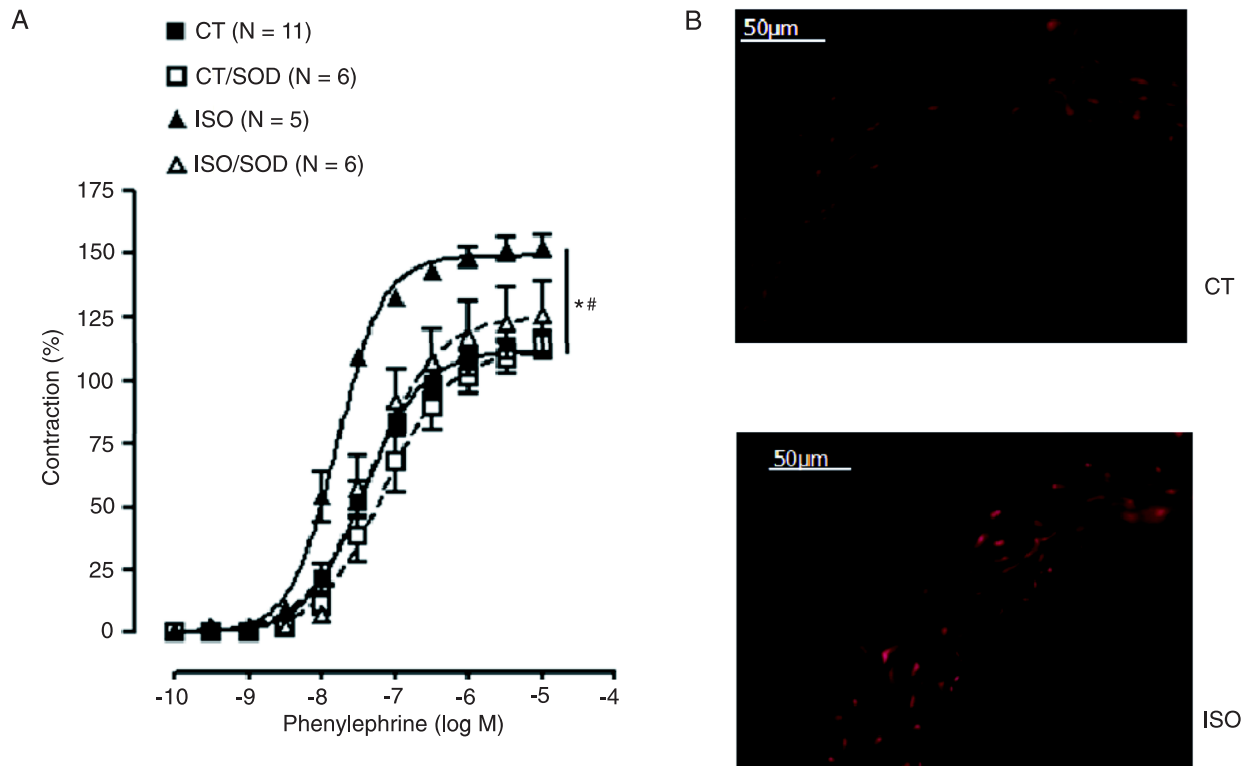 A
CT (N = 11)
CT/SOD (N = 6)
ISO (N = 5)
ISO/SOD (N = 6)
175
150
125
100
75
50
25
0
Contraction (%)
*#
-10 -9 -8 -7 -6 -5 -4
Phenylephrine (log M)
B
50µm
CT
50µm
ISO